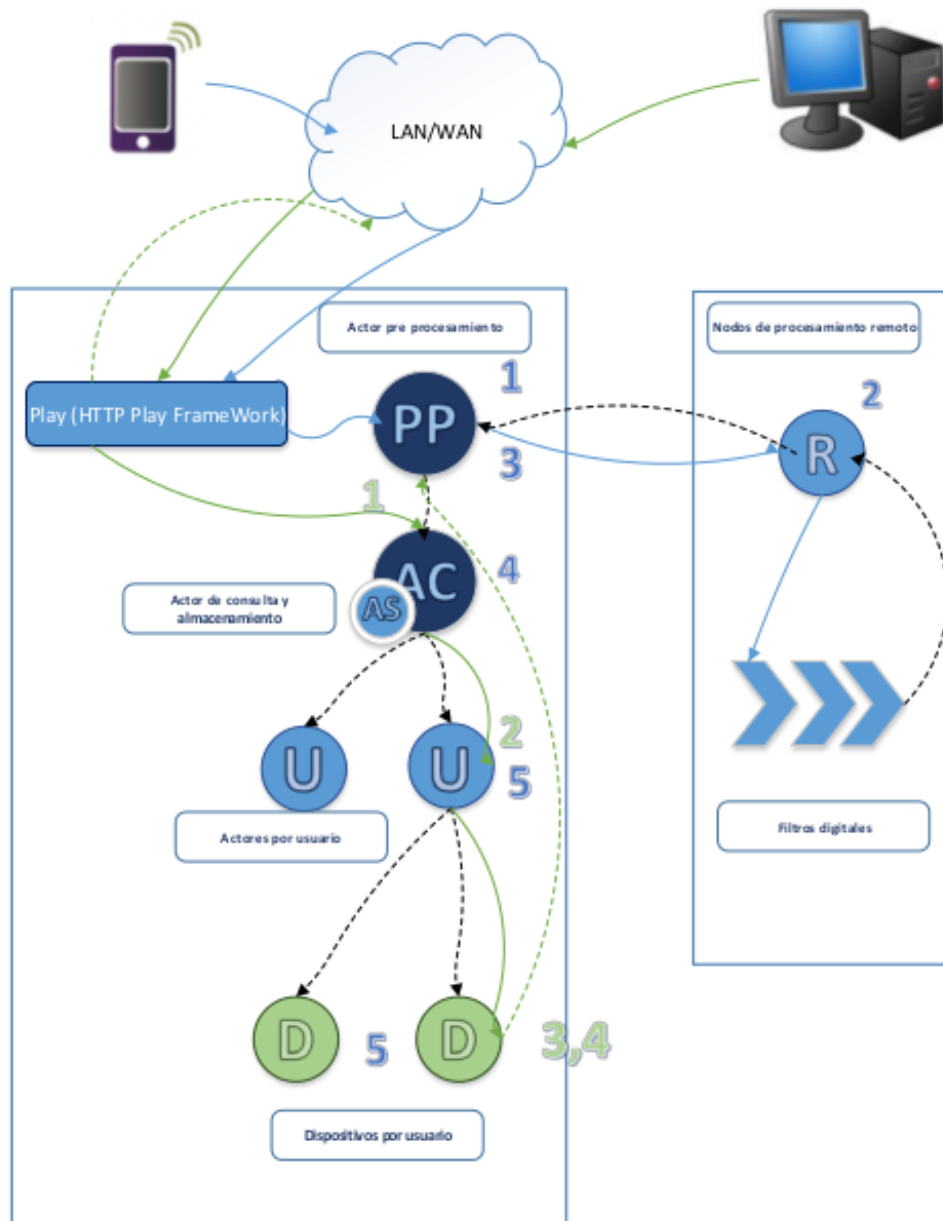 LAN/WAN
Actor pre procesamiento
Nodos de procesamiento remoto
1
2
Play (HTTP Play FrameWork)
PP
R
3
1
AC
4
AS
Actor de consulta y
almacenamiento
2
U
U
5
Actores por usuario
Filtros digitales
D
5
D
3,4
Dispositivos por usuario